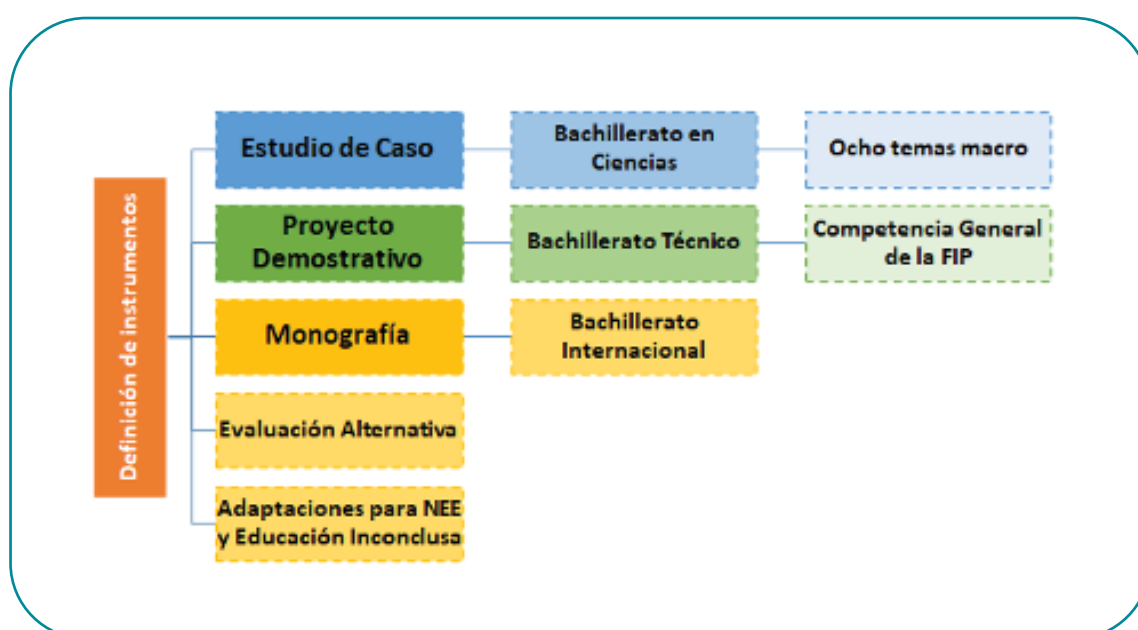 Definición de instrumentos
Estudio de Caso
Bachillerato en
Ciencias
Ocho temas macro
Proyecto
Demostrativo
Bachillerato Técnico
Competencia General
de la FIP
Monografía
Bachillerato
Internacional
Evaluación Alternativa
Adaptaciones para NEE
y Educación Inconclusa